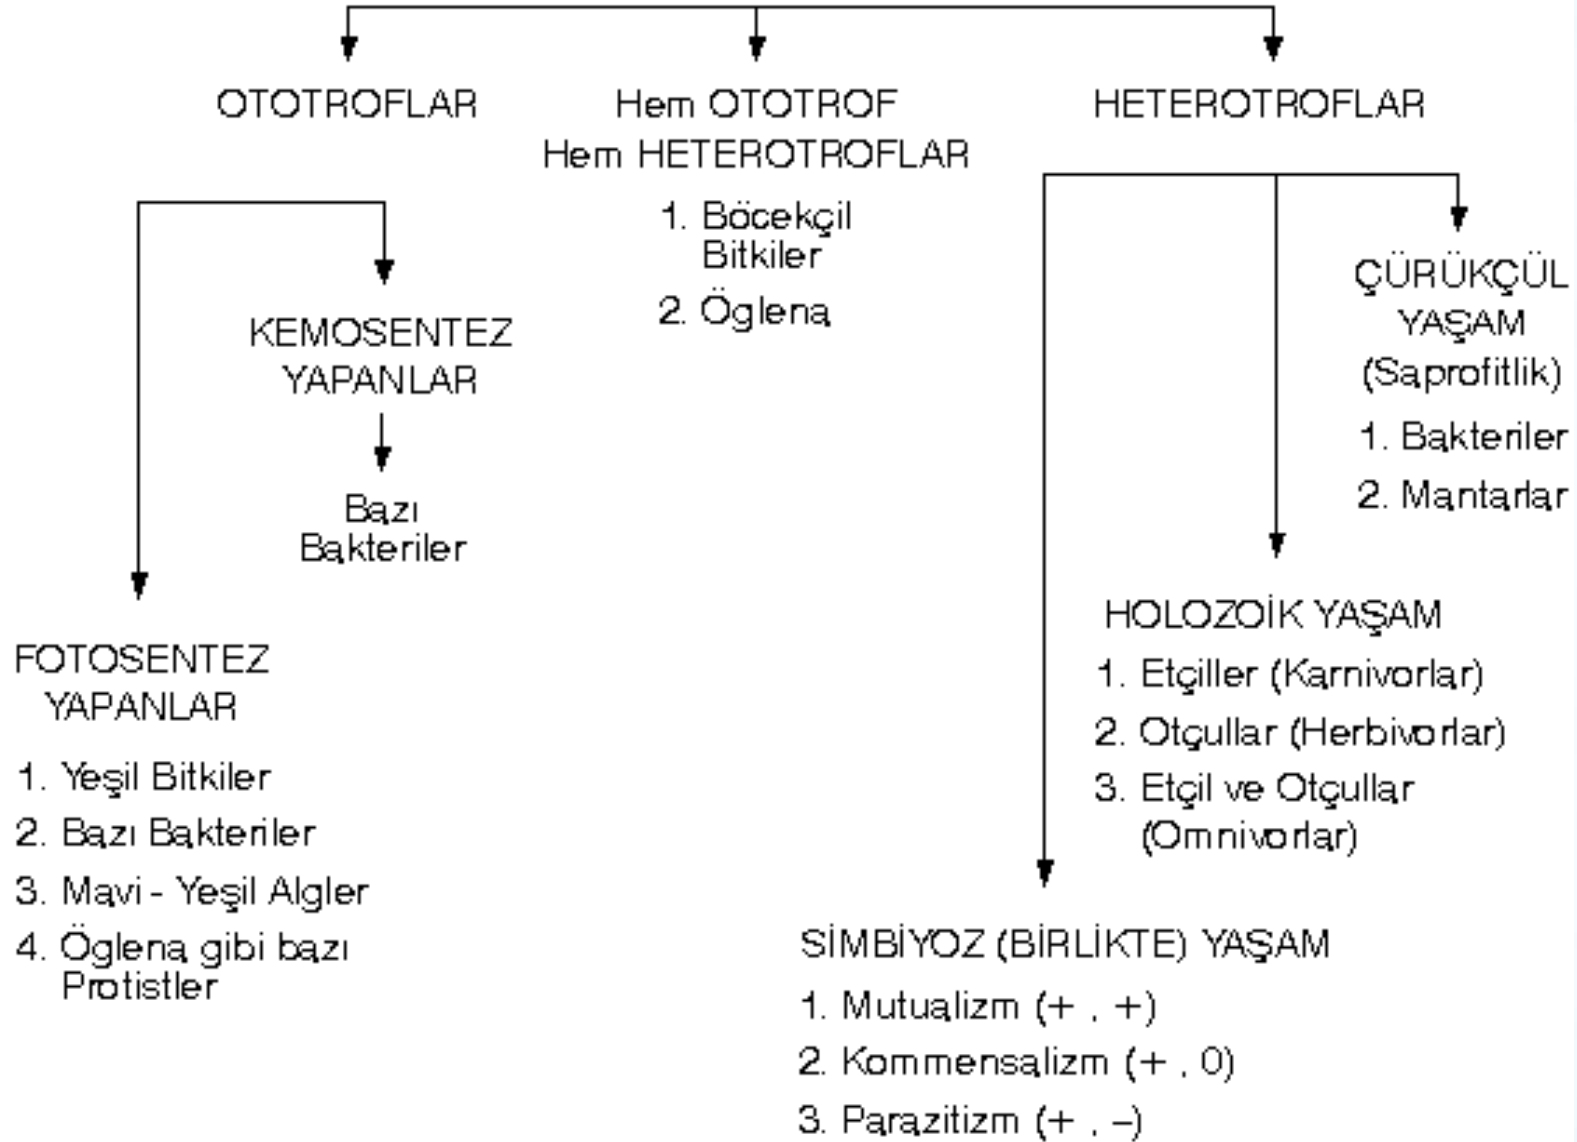 OTOTROFLAR
Hem OTOTROF
Hem HETEROTROFLAR
1. Böcekçil
Bitkiler
2. Öglena
HETEROTROFLAR
KEMOSENTEZ
YAPANLAR
Bazı
Bakteriler
FOTOSENTEZ
YAPANLAR
1. Yeşil Bitkiler
2. Bazı Bakteriler
3. Mavi - Yeşil Algler
4. Öglena gibi bazı
Protistler
ÇÜRÜKÇÜL
YAŞAM
(Saprofitlik)
1. Bakteriler
2. Mantarlar
HOLOZOİK YAŞAM
1. Etçiller (Karnivorlar)
2. Otçullar (Herbivorlar)
3. Etçil ve Otçullar
(Omnivorlar)
SİMBİYOZ (BİRLİKTE) YAŞAM
1. Mutualizm (+ , +)
2. Kommensalizm (+ , 0)
3. Parazitizm (+ , –)